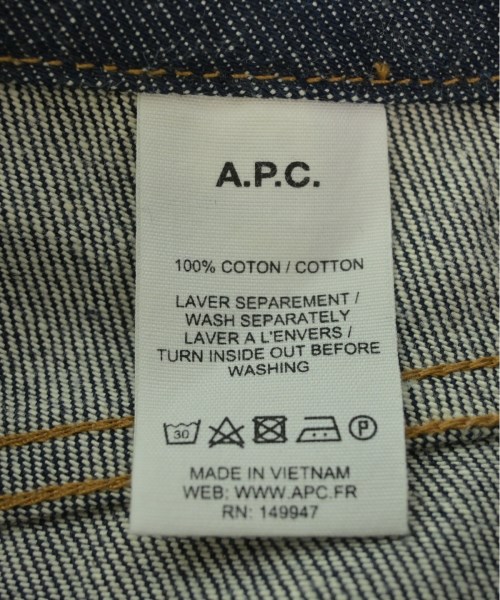 A.P.C.
100% COTON / COTTON
LAVER SEPAREMENT /
WASH SEPARATELY
LAVER A L'ENVERS /
TURN INSIDE OUT BEFORE
WASHING
30 P
MADE IN VIETNAM
WEB: WWW.APC.FR
RN: 149947